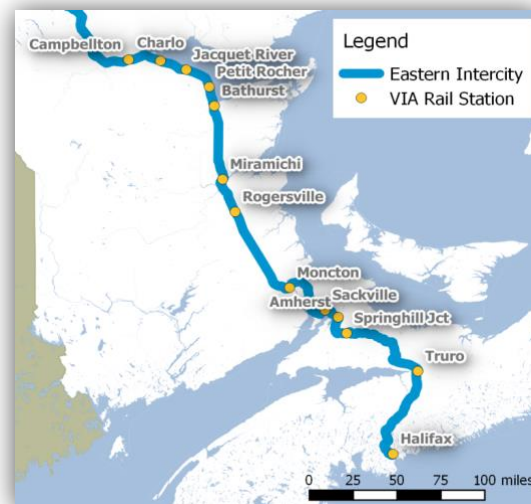 Legend
Eastern Intercity
VIA Rail Station
Campbellton
Charlo
Jacquet River
Petit Rocher
Bathurst
Miramichi
Rogersville
Moncton
Amherst
Sackville
Springhill Jct
Truro
Halifax
0 25 50 75 100 miles